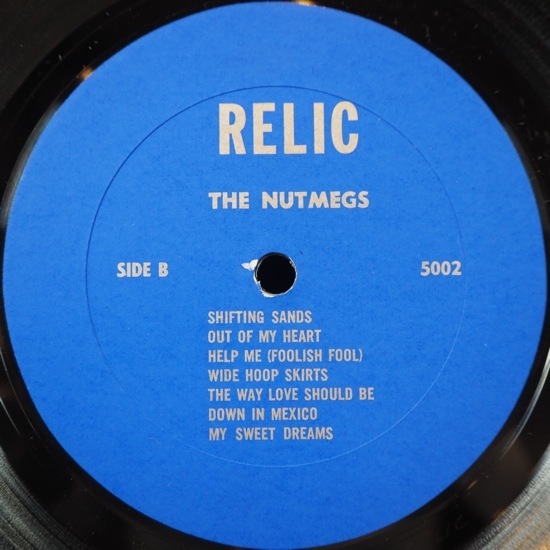 RELIC
THE NUTMEGS
SIDE B
5002
SHIFTING SANDS
OUT OF MY HEART
HELP ME (FOOLISH FOOL)
WIDE HOOP SKIRTS
THE WAY LOVE SHOULD BE
DOWN IN MEXICO
MY SWEET DREAMS